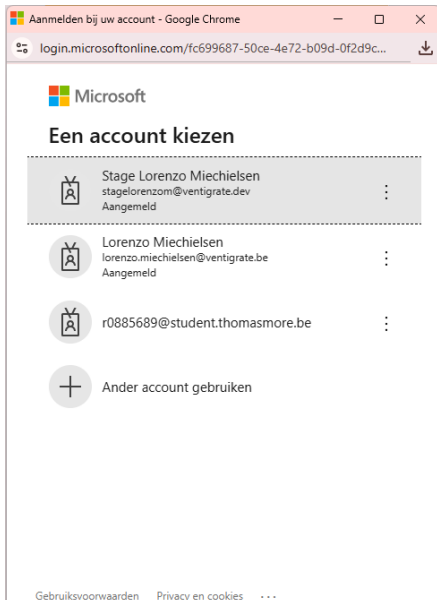 Aanmelden bij uw account - Google Chrome
login.microsoftonline.com/fc699687-50ce-4e72-b09d-0f2d9c...
Microsoft
Een account kiezen
Stage Lorenzo Miechielsen
stagelorenzom@ventigrate.dev
Aangemeld
Lorenzo Miechielsen
lorenzo.miechielsen@ventigrate.be
Aangemeld
r0885689@student.thomasmore.be
Ander account gebruiken
Gebruiksvoorwaarden Privacy en cookies ...